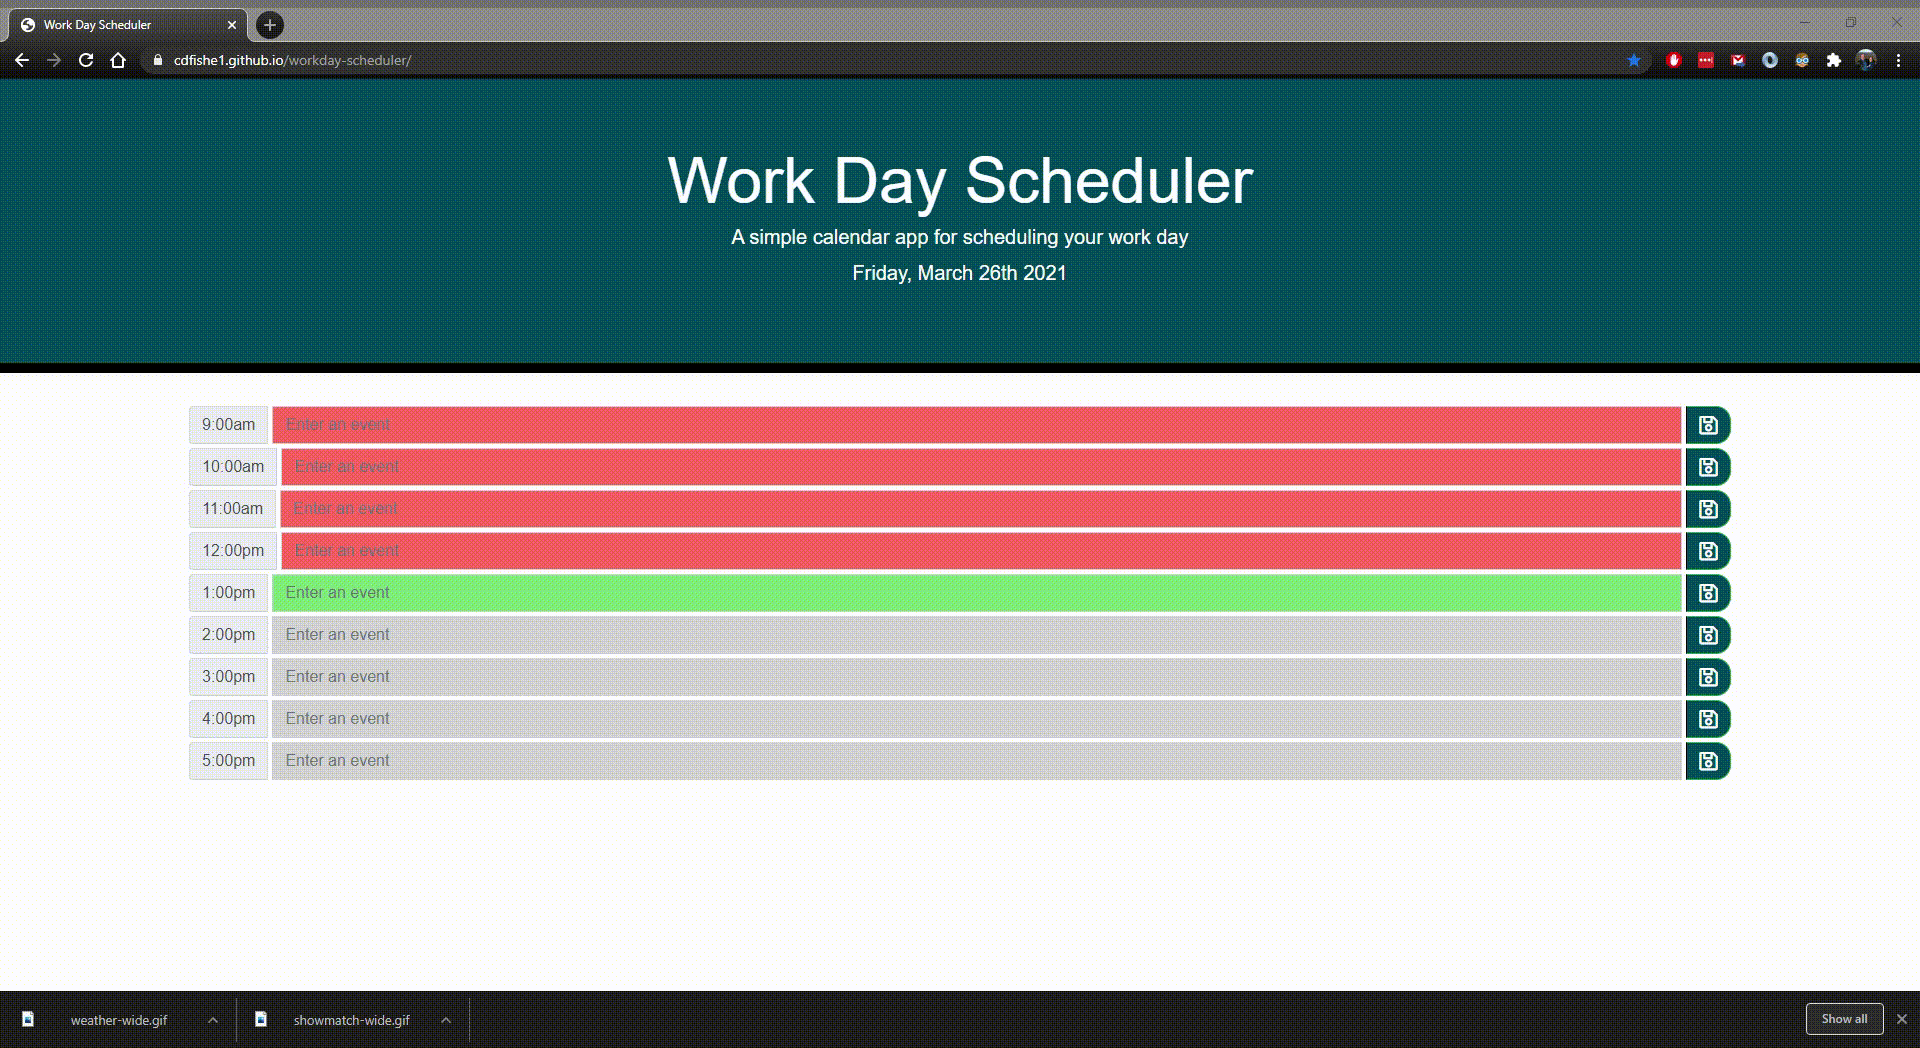 Work Day Scheduler
cdfishe1.github.io/workday-scheduler/
Work Day Scheduler
A simple calendar app for scheduling your work day
Friday, March 26th 2021
9:00am Enter an event
10:00am Enter an event
11:00am Enter an event
12:00pm Enter an event
1:00pm Enter an event
2:00pm Enter an event
3:00pm Enter an event
4:00pm Enter an event
5:00pm Enter an event
weather-wide.gif showmatch-wide.gif Show all